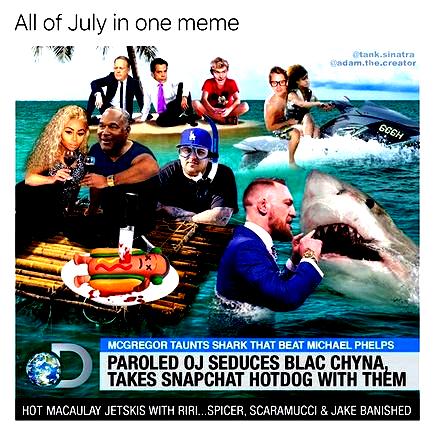 All of July in one meme
@tank.sinatra
@adam.the.creator
MCGREGOR TAUNTS SHARK THAT BEAT MICHAEL PHELPS
PAROLED OJ SEDUCES BLAC CHYNA,
TAKES SNAPCHAT HOTDOG WITH THEM
HOT MACAULAY JETSKIS WITH RIRI...SPICER, SCARAMUCCI & JAKE BANISHED